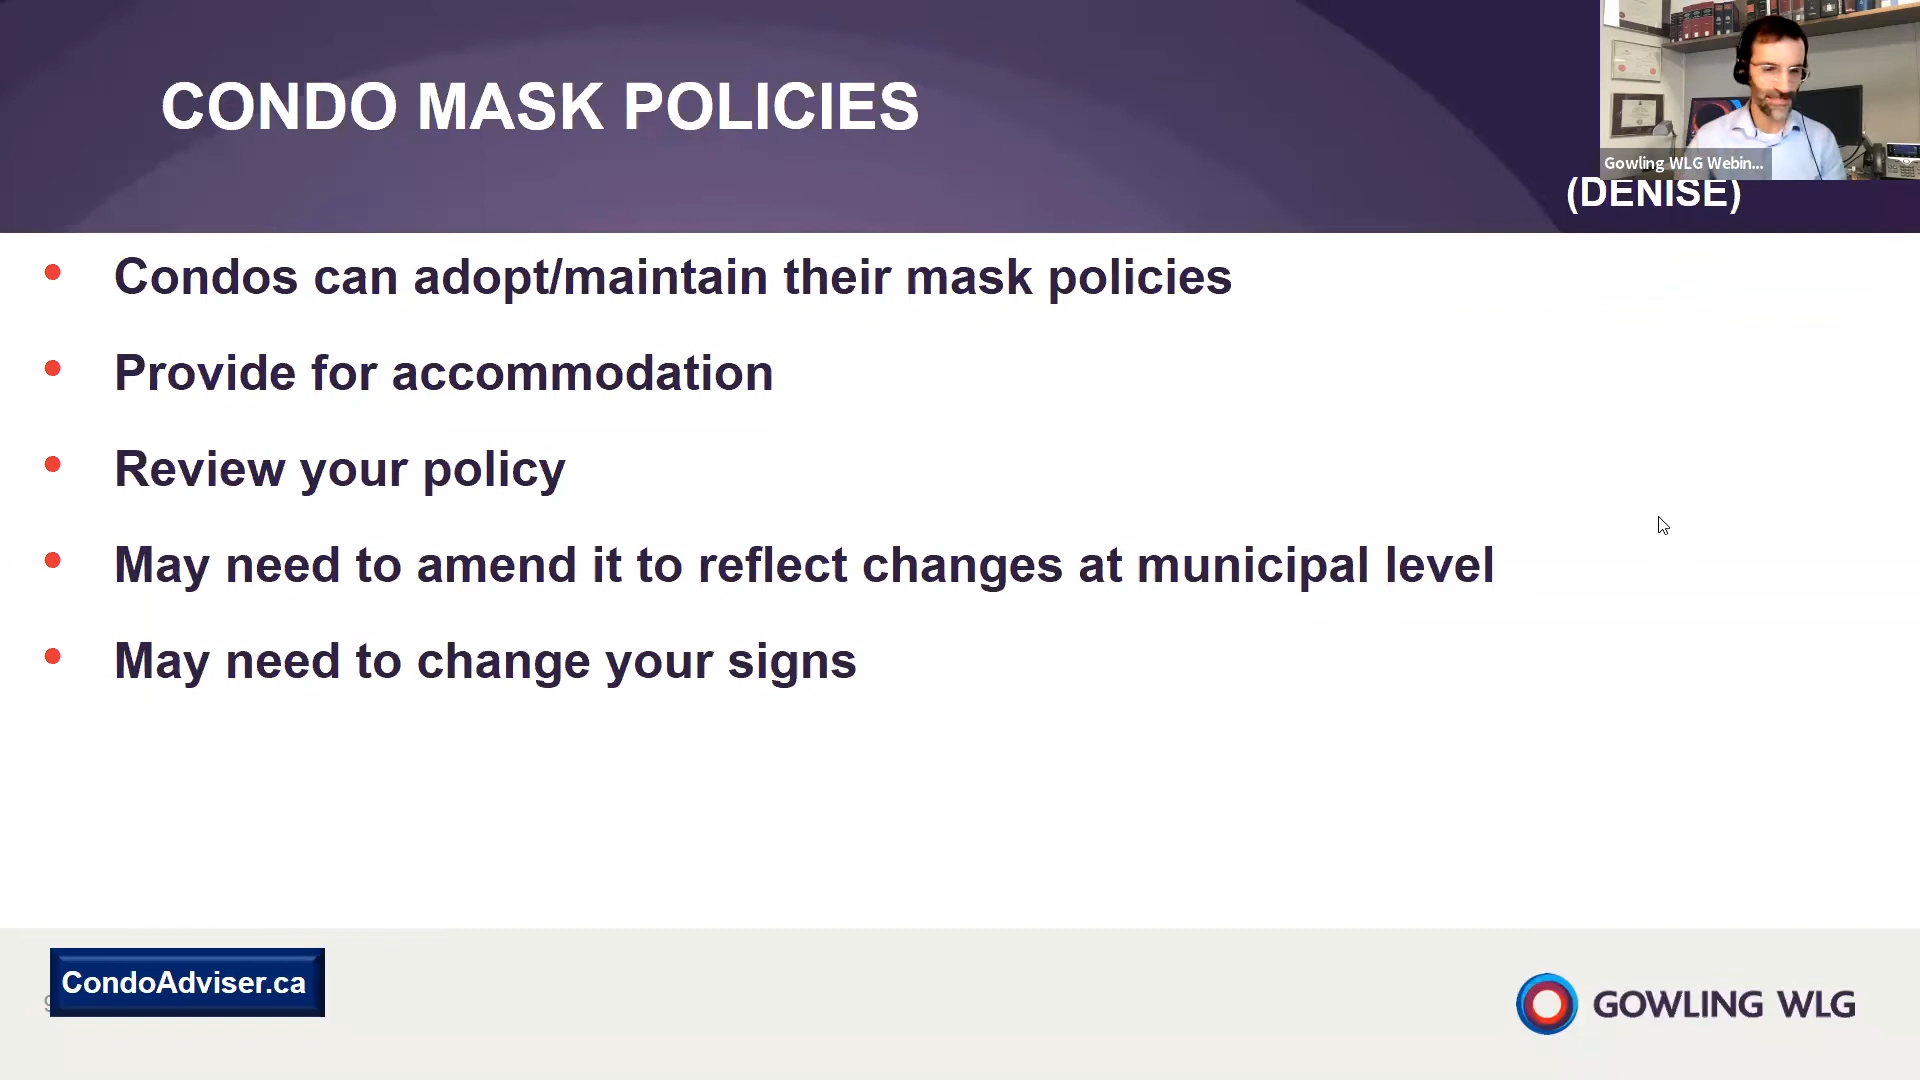 CONDO MASK POLICIES
Gowling WLG Webin...
(DENISE)
• Condos can adopt/maintain their mask policies
• Provide for accommodation
• Review your policy
• May need to amend it to reflect changes at municipal level
• May need to change your signs
CondoAdviser.ca
GOWLING WLG